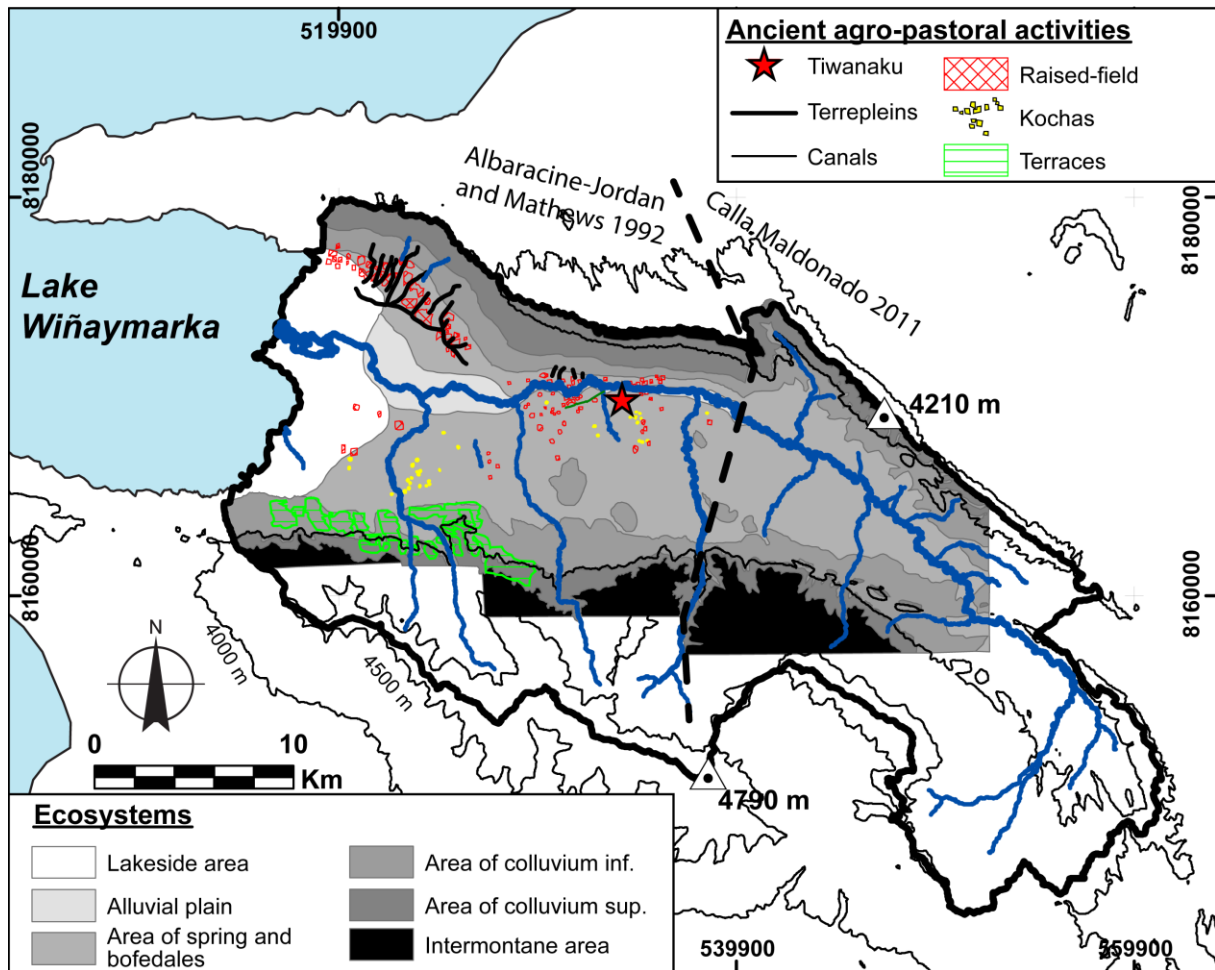 519900
Ancient agro-pastoral activities
Tiwanaku
Raised-field
Terrepleins
Kochas
Canals
Terraces
8180000
8180000
Albaracine-Jordan
and Mathews 1992
Calla Maldonado 2011
Lake
Wiñaymarka
4210 m
8160000
8160000
N
4000 m
4500 m
0 10
Km
4790 m
Ecosystems
Lakeside area
Area of colluvium inf.
Alluvial plain
Area of colluvium sup.
Area of spring and
bofedales
Intermontane area
539900
559900